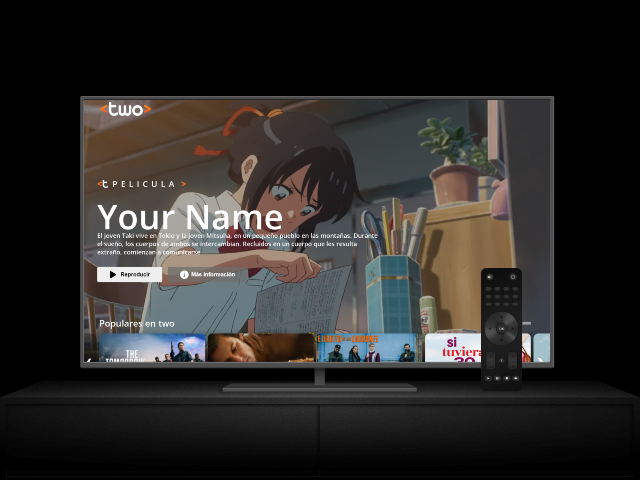 <two>
<t PELICULA >
Your Name
El joven Taki vive en Tokio y la joven Mitsuha, en un pequeño pueblo en las montañas. Durante
el sueño, los cuerpos de ambos se intercambian. Recluidos en un cuerpo que les resulta
extraño, comienzan a comunicarse
Reproducir
Más información
Populares en two
THE
TOMORROW
si
tuviera
30